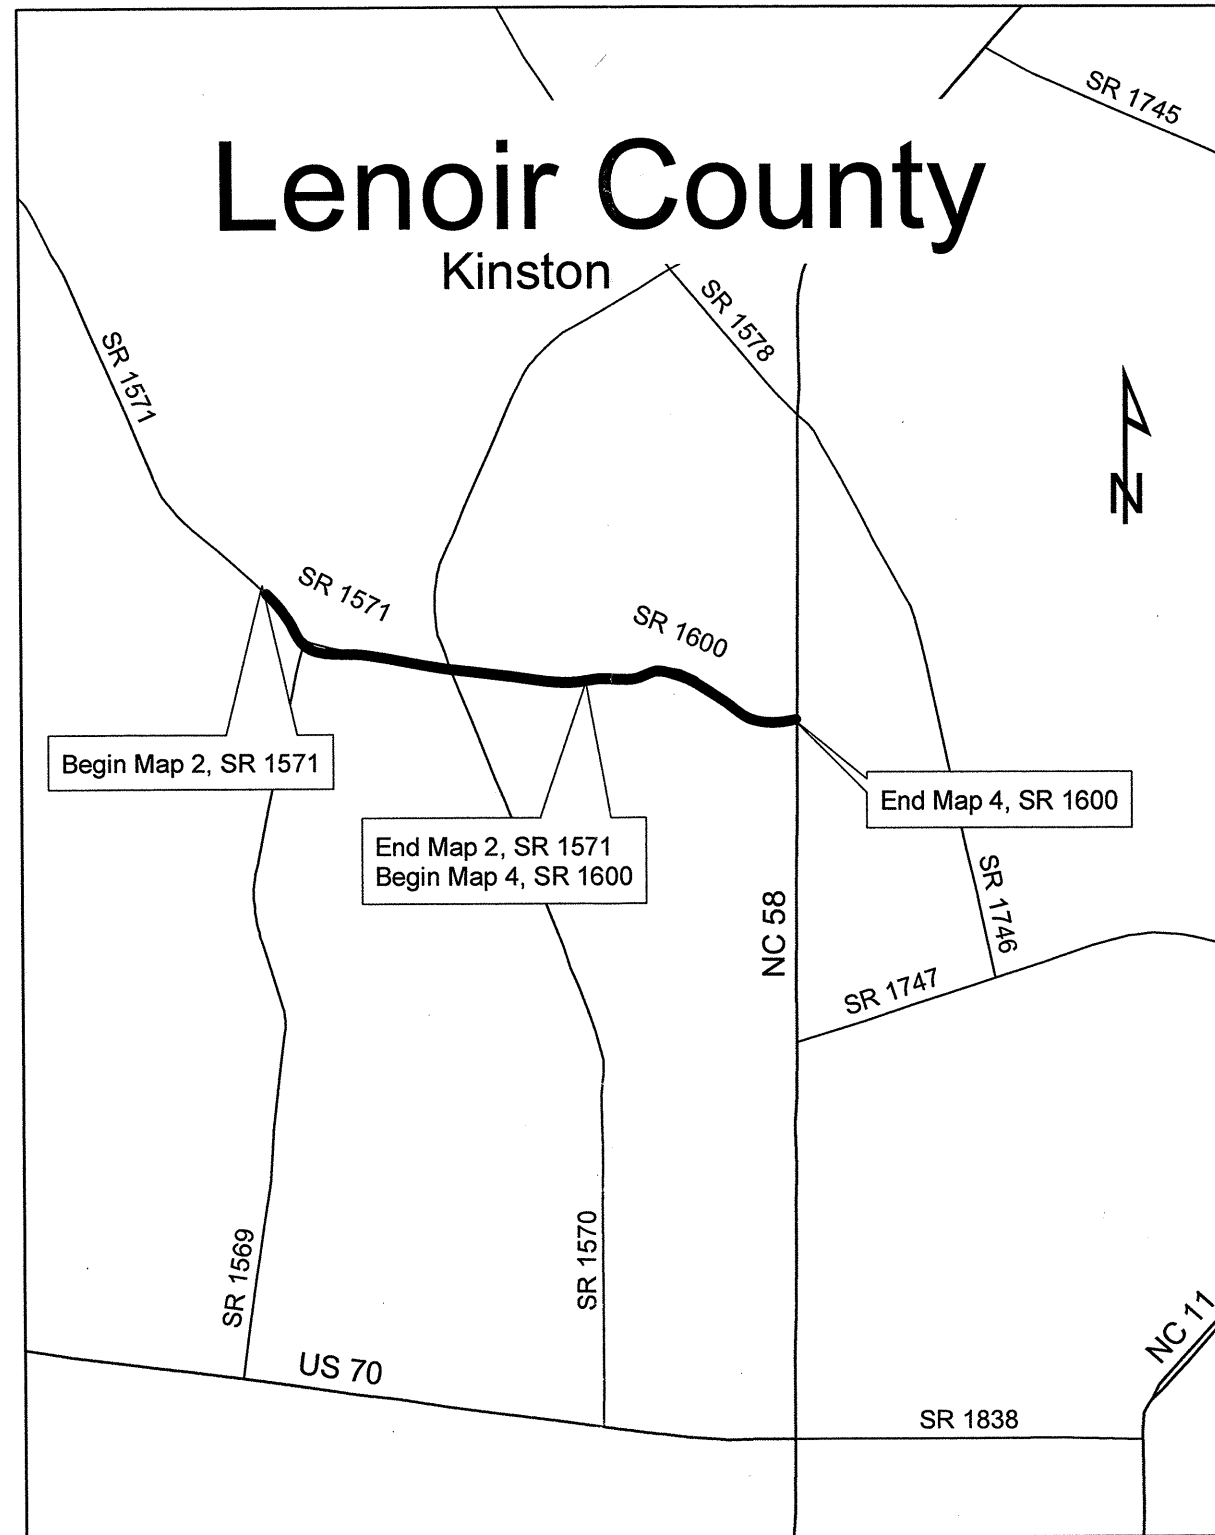 SR 1745
Lenoir County
Kinston
SR 1578
SR 1571
N
SR 1571
SR 1600
Begin Map 2, SR 1571
End Map 4, SR 1600
End Map 2, SR 1571
Begin Map 4, SR 1600
SR 1746
NC 58
SR 1747
SR 1569
SR 1570
NC 11
US 70
SR 1838